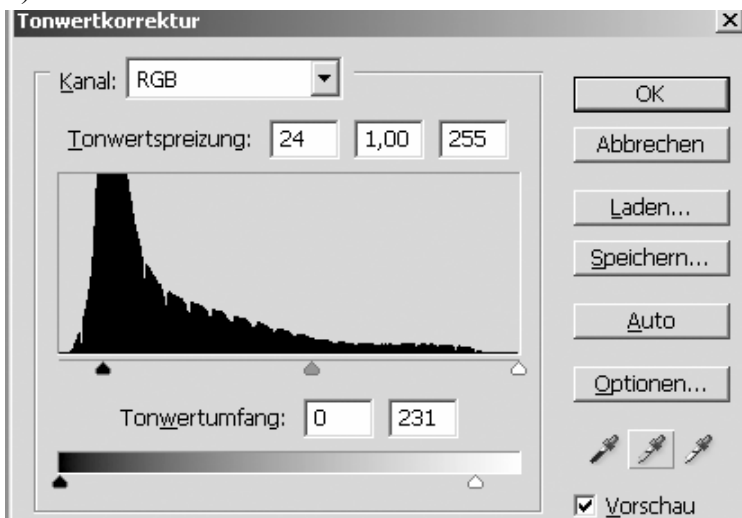 Tonwertkorrektur
Kanal: RGB
OK
Tonwertspreizung: 24 1,00 255
Abbrechen
Laden...
Speichern...
Auto
Optionen...
Tonwertumfang: 0 231
Vorschau